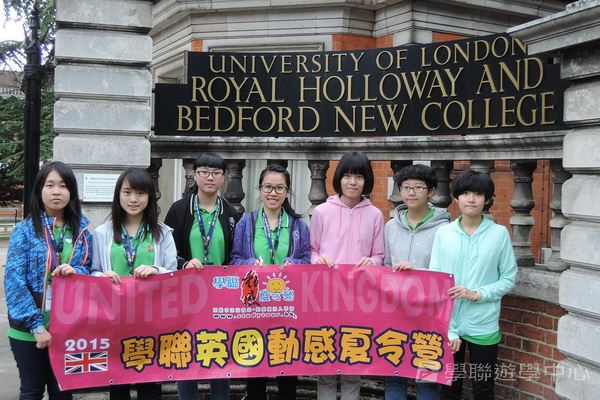 UNIVERSITY OF LONDON
ROYAL HOLLOWAY AND
BEDFORD NEW COLLEGE
UNITED KINGDOM
學聯
2015
學聯英國動感夏令營
學聯遊學中心